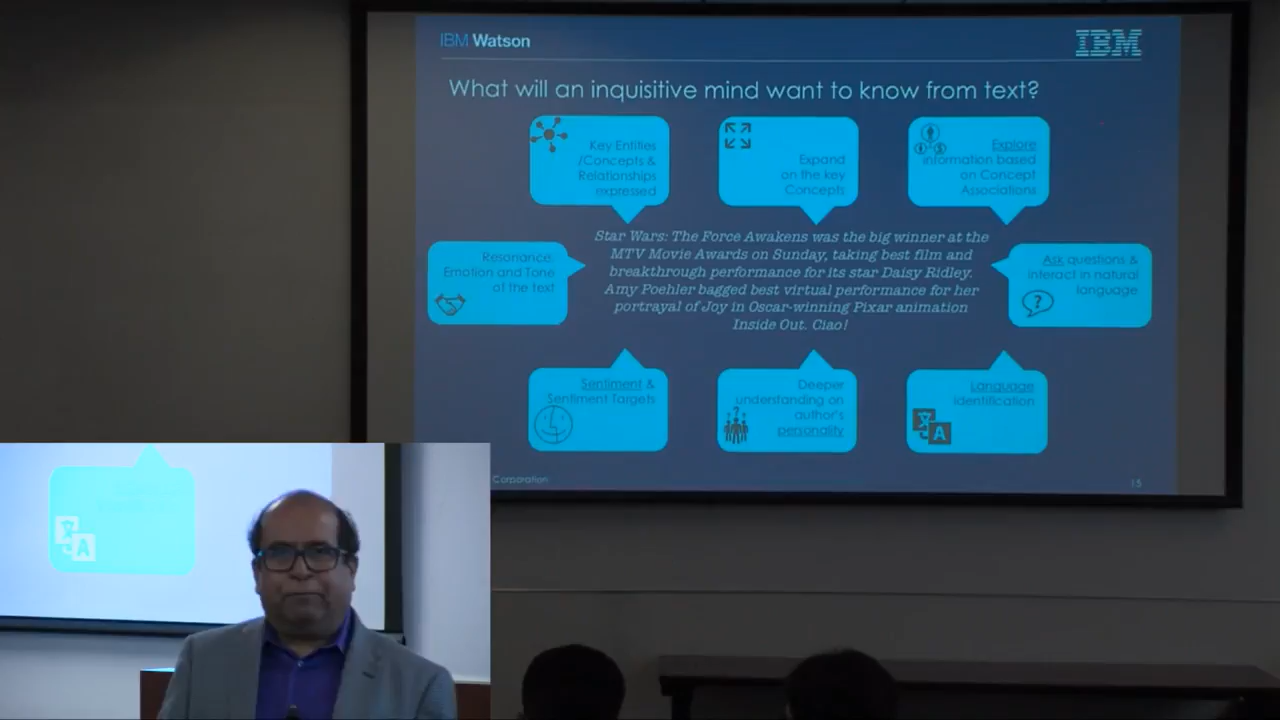 IBM Watson
IBM
What will an inquisitive mind want to know from text?
Key Entities
/Concepts &
Relationships
expressed
Expand
on the key
Concepts
Explore
information based
on Concept
Associations
Resonance:
Emotion and Tone
of the text
Star Wars: The Force Awakens was the big winner at the
MTV Movie Awards on Sunday, taking best film and
breakthrough performance for its star Daisy Ridley.
Amy Poehler bagged best virtual performance for her
portrayal of Joy in Oscar-winning Pixar animation
Inside Out. Ciao!
Ask questions &
interact in natural
language
?
Sentiment &
Sentiment Targets
Deeper
understanding on
author's
personality
Language
identification
A
Corporation
15
A